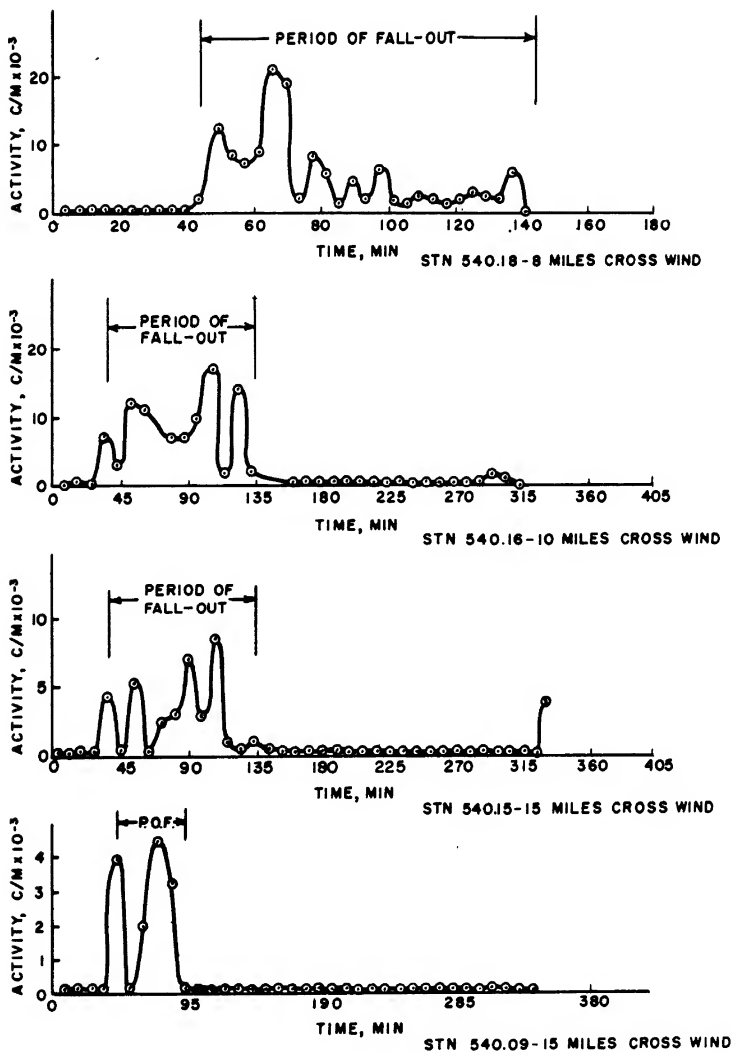 PERIOD OF FALL-OUT
ACTIVITY, C/M×10⁻³
20
10
0
0 20 40 60 80 100 120 140 160 180
TIME, MIN
STN 540.18-8 MILES CROSS WIND
PERIOD OF
FALL-OUT
ACTIVITY, C/M×10⁻³
20
10
0
0 45 90 135 180 225 270 315 360 405
TIME, MIN
STN 540.16-10 MILES CROSS WIND
PERIOD OF
FALL-OUT
ACTIVITY, C/M×10⁻³
10
5
0
0 45 90 135 180 225 270 315 360 405
TIME, MIN
STN 540.15-15 MILES CROSS WIND
P.O.F.
ACTIVITY, C/M×10⁻³
4
3
2
1
0
0 95 190 285 380
TIME, MIN
STN 540.09-15 MILES CROSS WIND